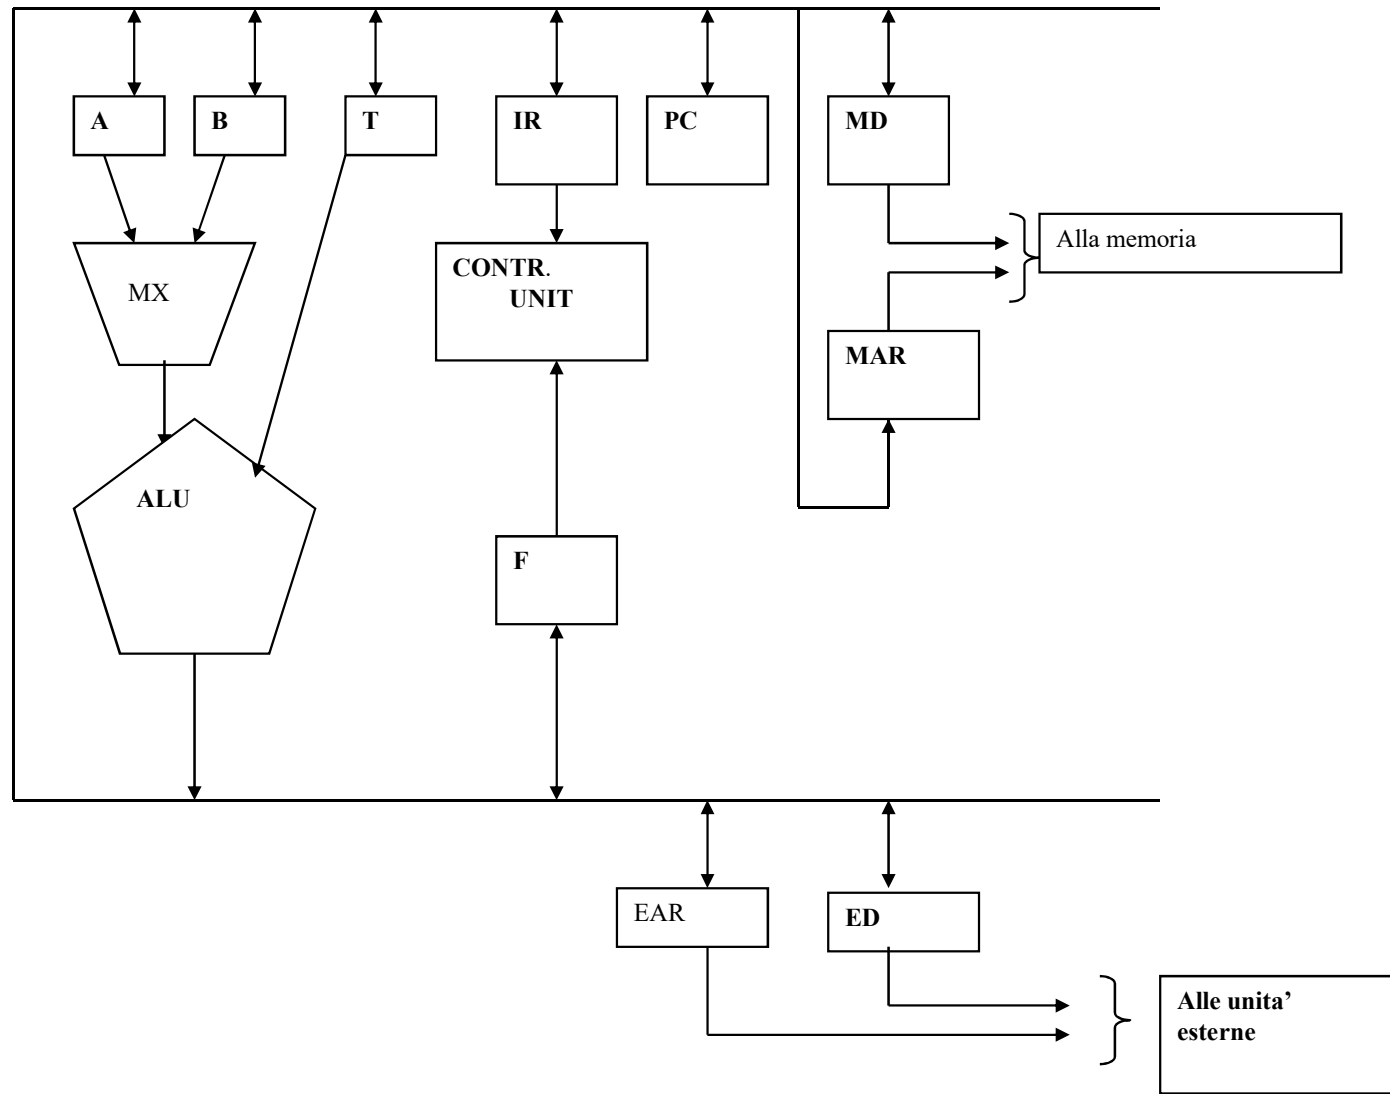 A
B
T
IR
PC
MD
Alla memoria
CONTR.
UNIT
MX
MAR
ALU
F
EAR
ED
Alle unita’
esterne